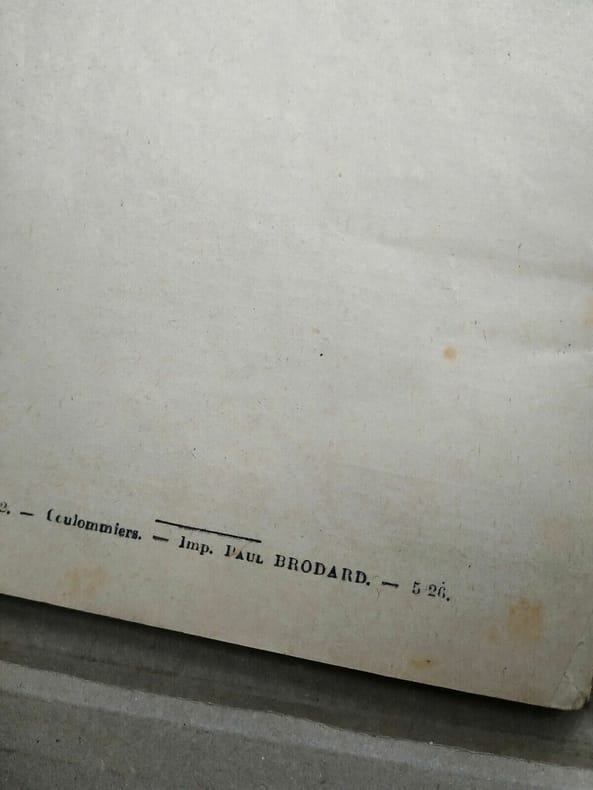 2. — Coulommiers. — Imp. PAUL BRODARD. — 5-26.